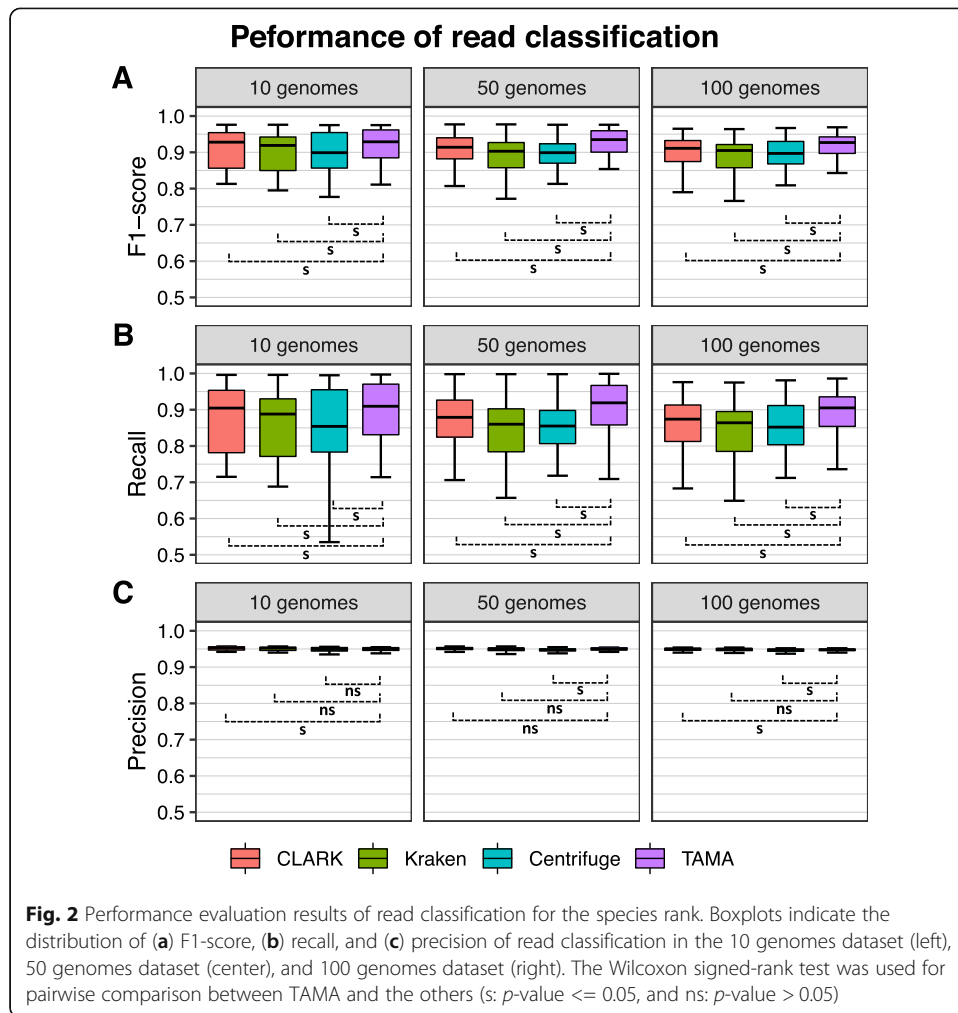 Peformance of read classification
A
10 genomes 50 genomes 100 genomes
F1-score
1.0
0.9
0.8
0.7
0.6
0.5
s s s
s s s
s s s
B
10 genomes 50 genomes 100 genomes
Recall
1.0
0.9
0.8
0.7
0.6
0.5
s s s
s s s
s s s
C
10 genomes 50 genomes 100 genomes
Precision
1.0
0.9
0.8
0.7
0.6
0.5
ns s s
ns ns ns
s ns s
CLARK Kraken Centrifuge TAMA
Fig. 2 Performance evaluation results of read classification for the species rank. Boxplots indicate the
distribution of (a) F1-score, (b) recall, and (c) precision of read classification in the 10 genomes dataset (left),
50 genomes dataset (center), and 100 genomes dataset (right). The Wilcoxon signed-rank test was used for
pairwise comparison between TAMA and the others (s: p-value <= 0.05, and ns: p-value > 0.05)